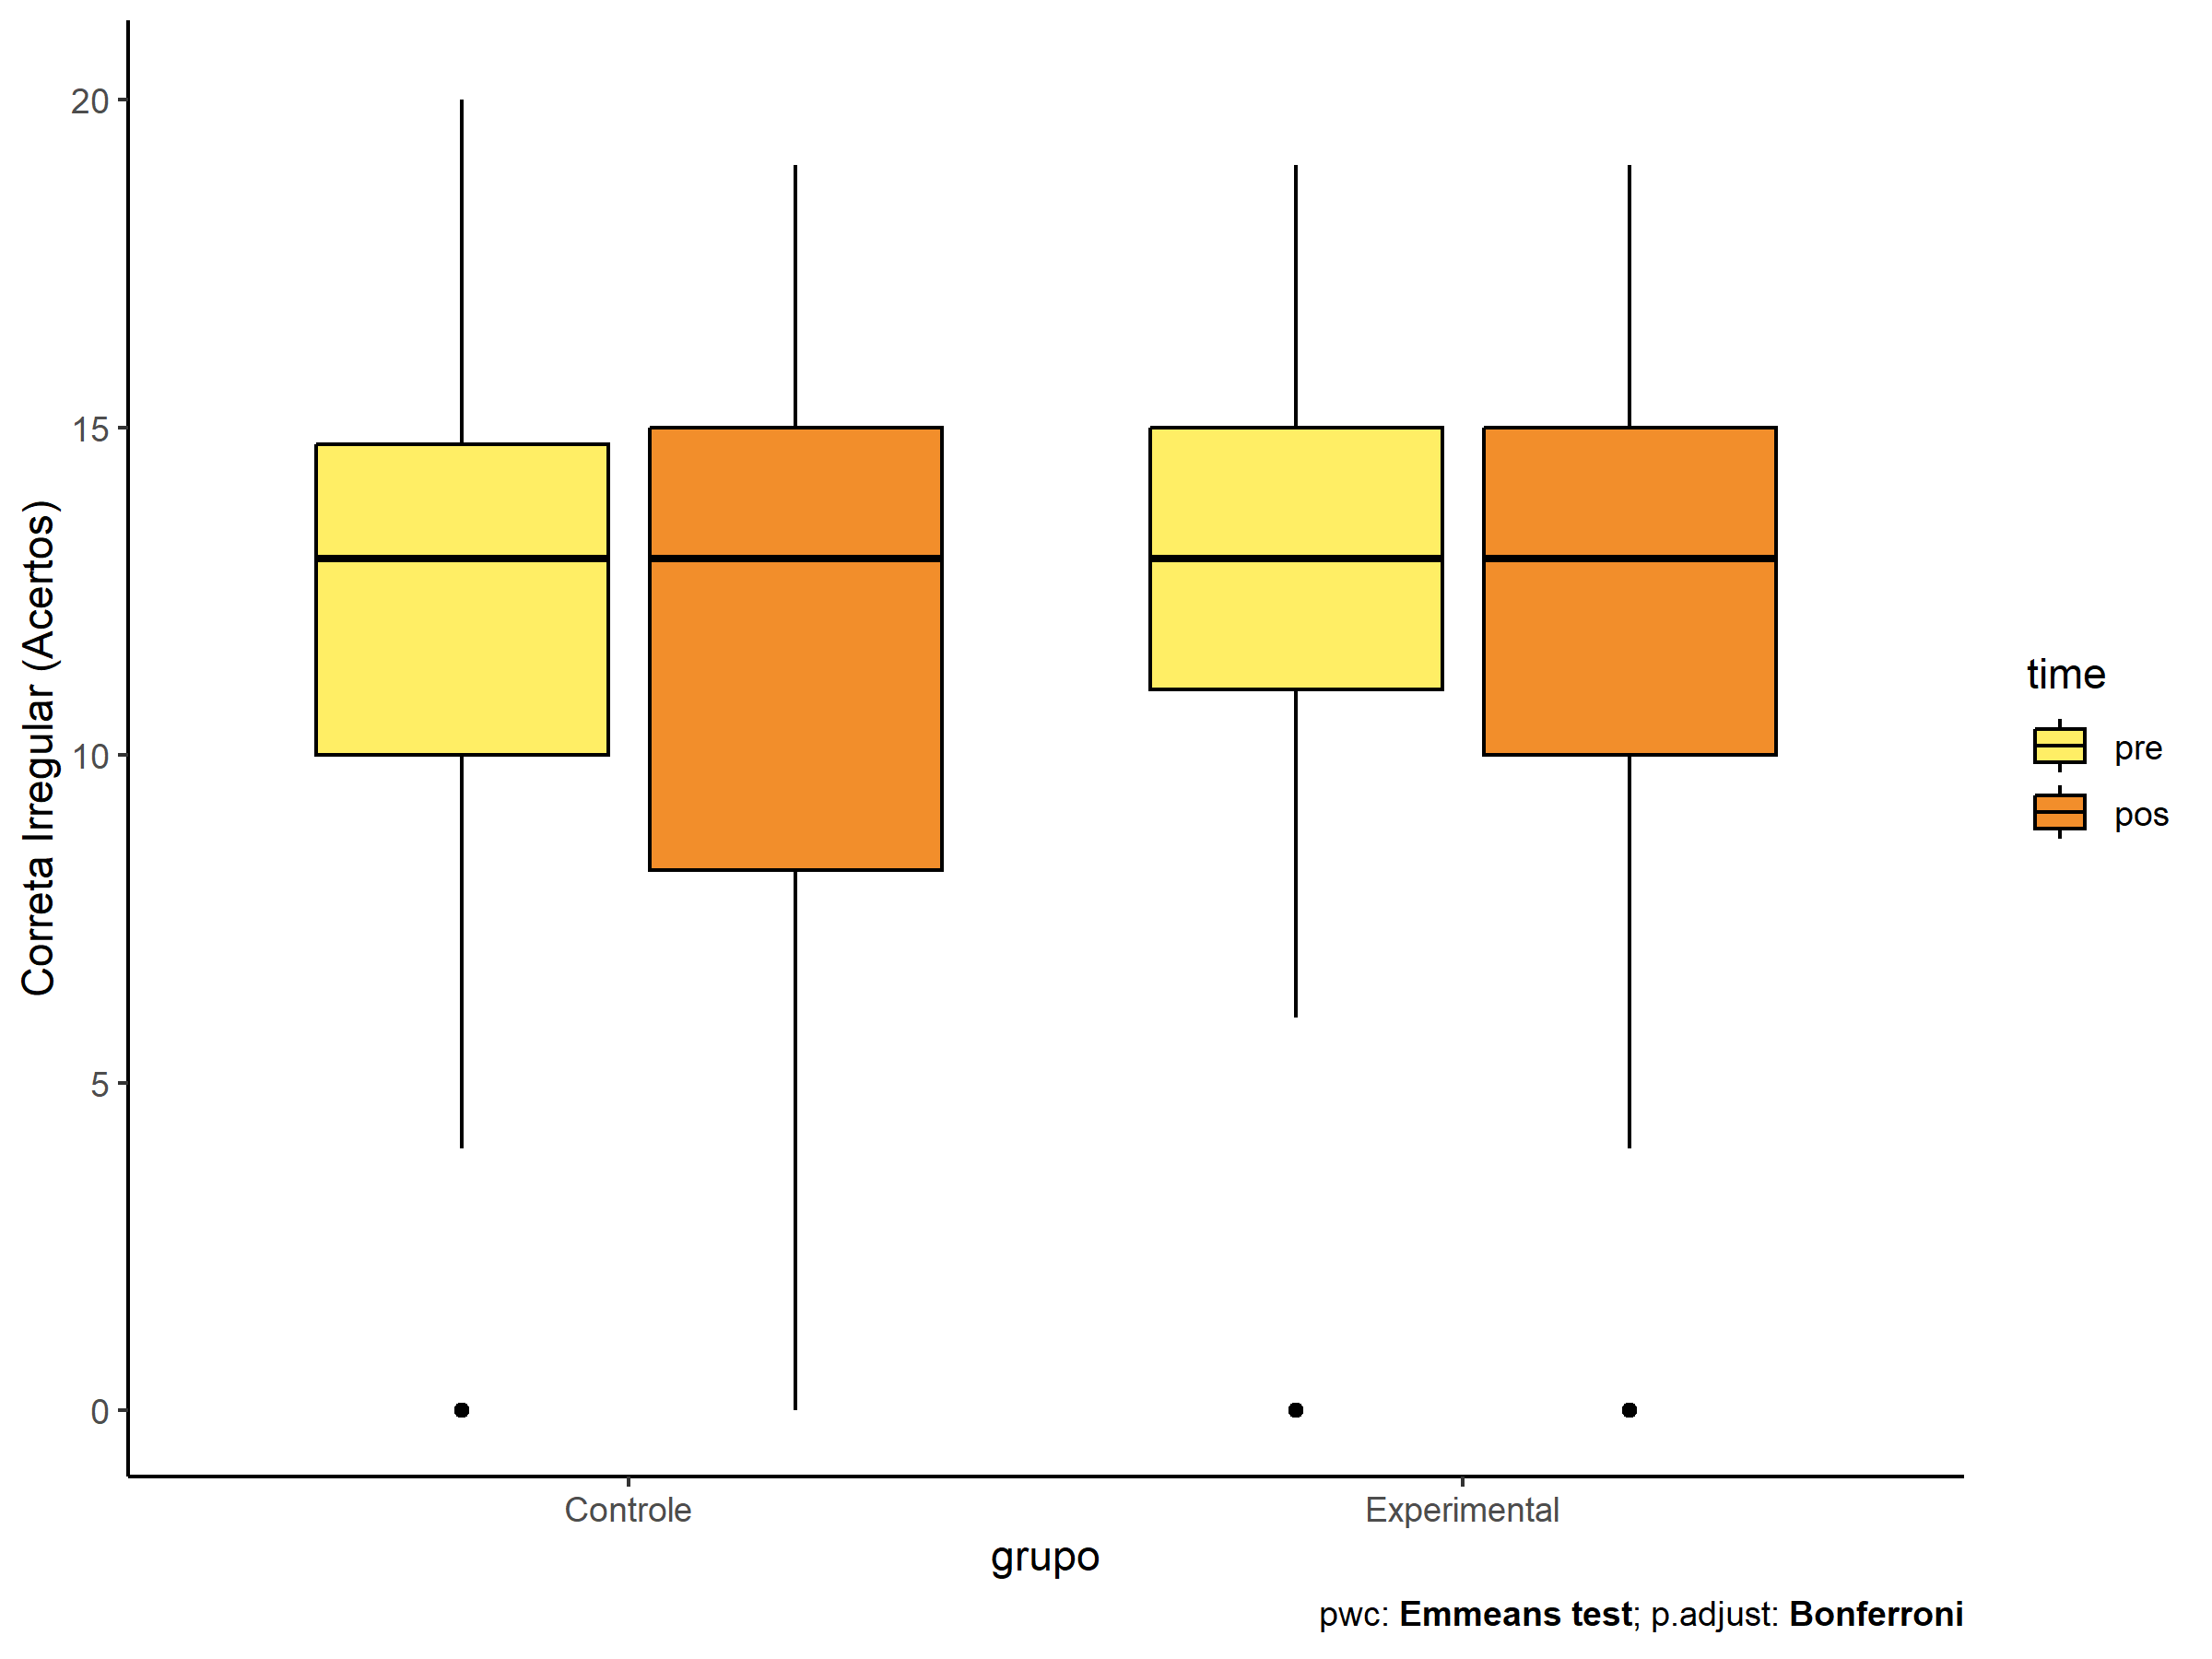 Correta Irregular (Acertos)
20
15
10
5
0
Controle
Experimental
grupo
time
pre
pos
pwc: Emmeans test; p.adjust: Bonferroni